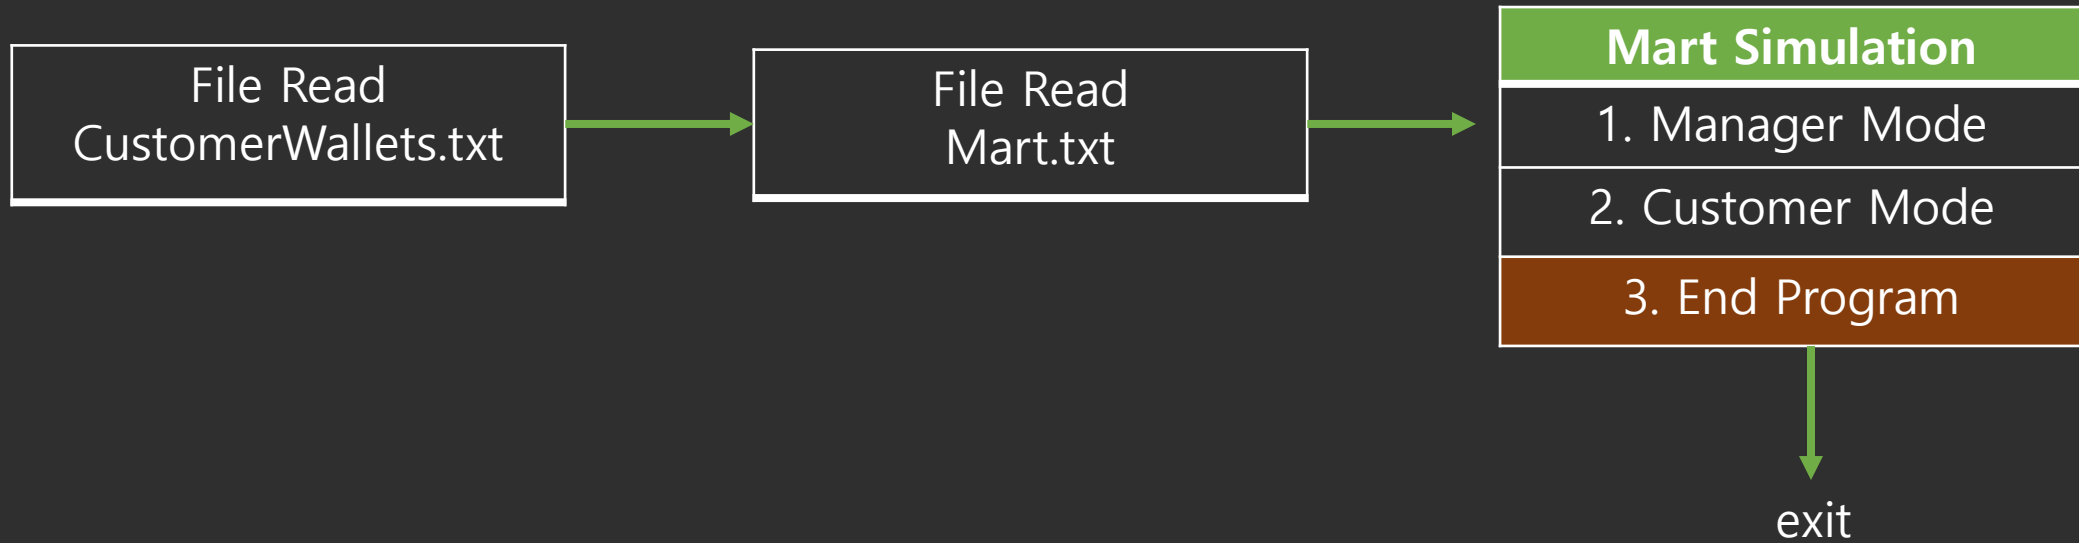 File Read
CustomerWallets.txt
File Read
Mart.txt
Mart Simulation
1. Manager Mode
2. Customer Mode
3. End Program
exit